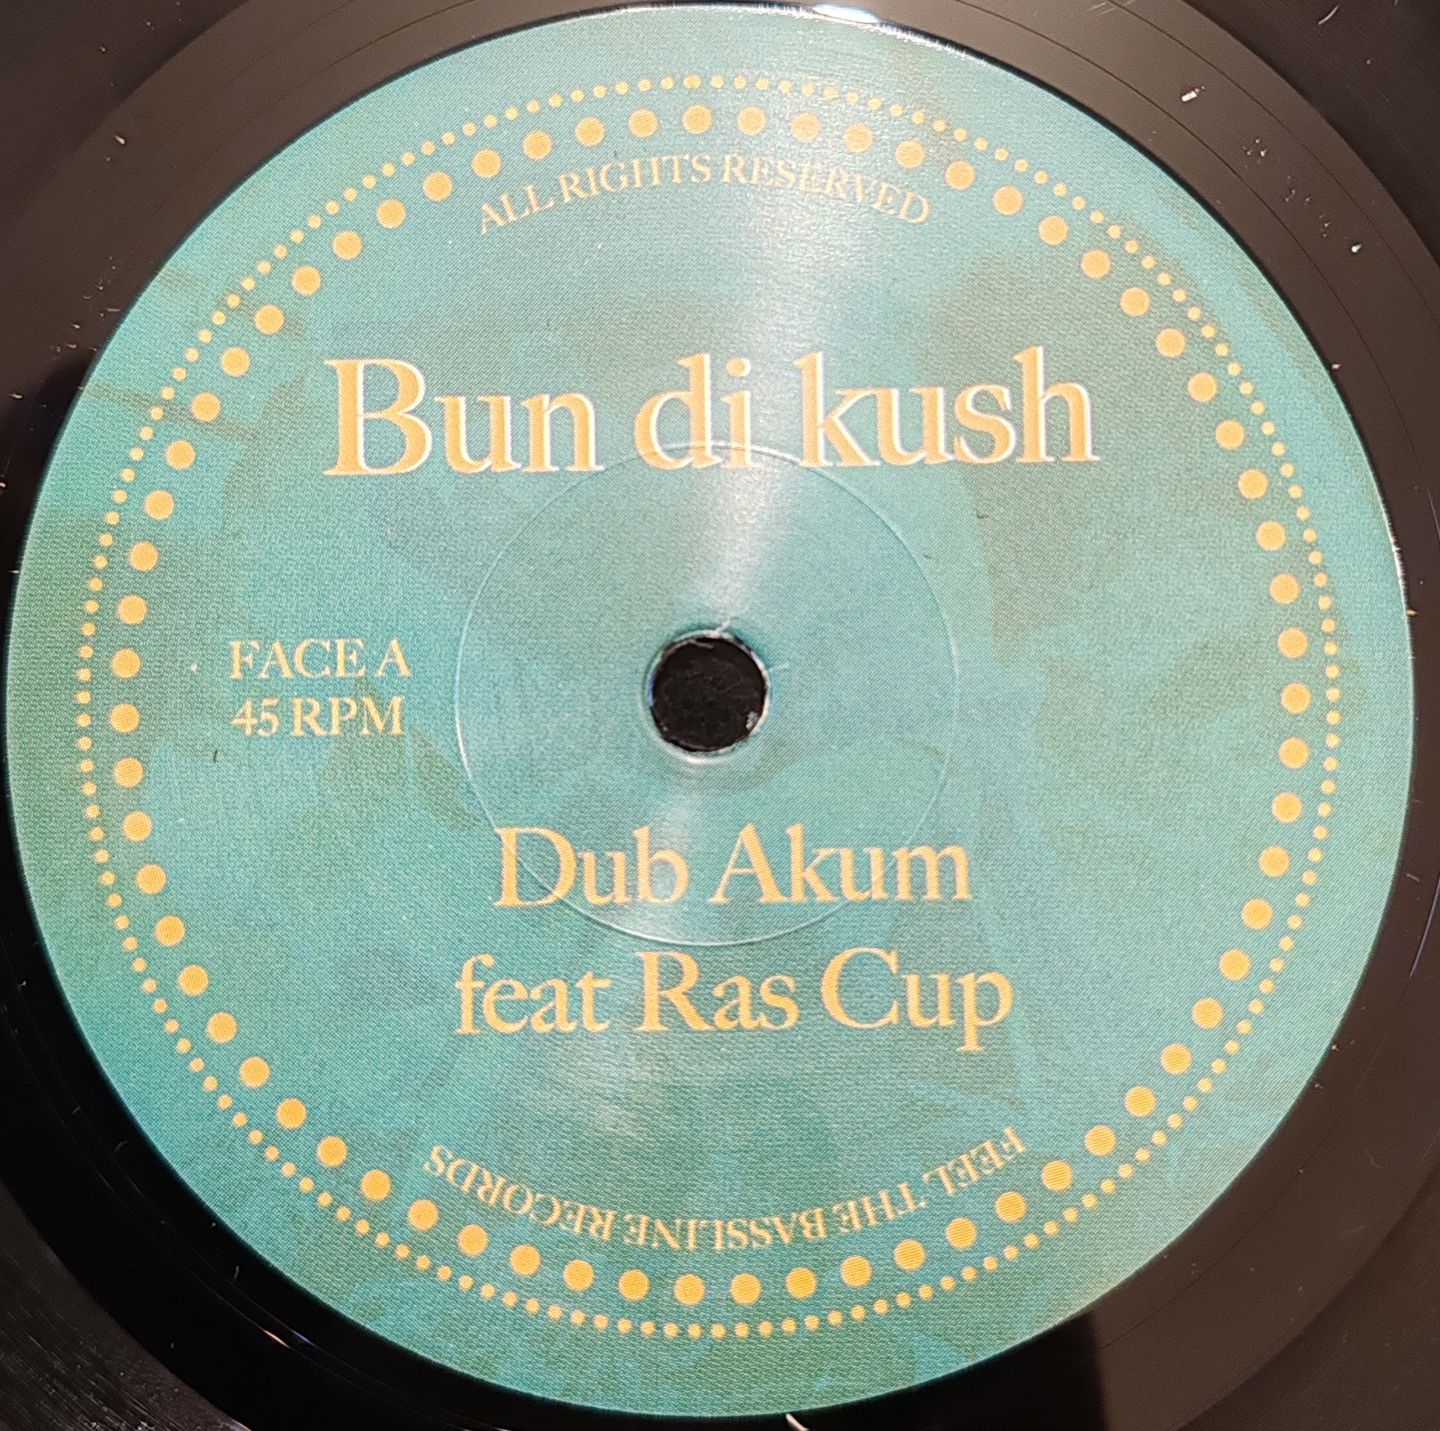 ALL RIGHTS RESERVED
Bun di kush
FACE A
45 RPM
Dub Akum
feat Ras Cup
FEEL THE BASSLINE RECORDS